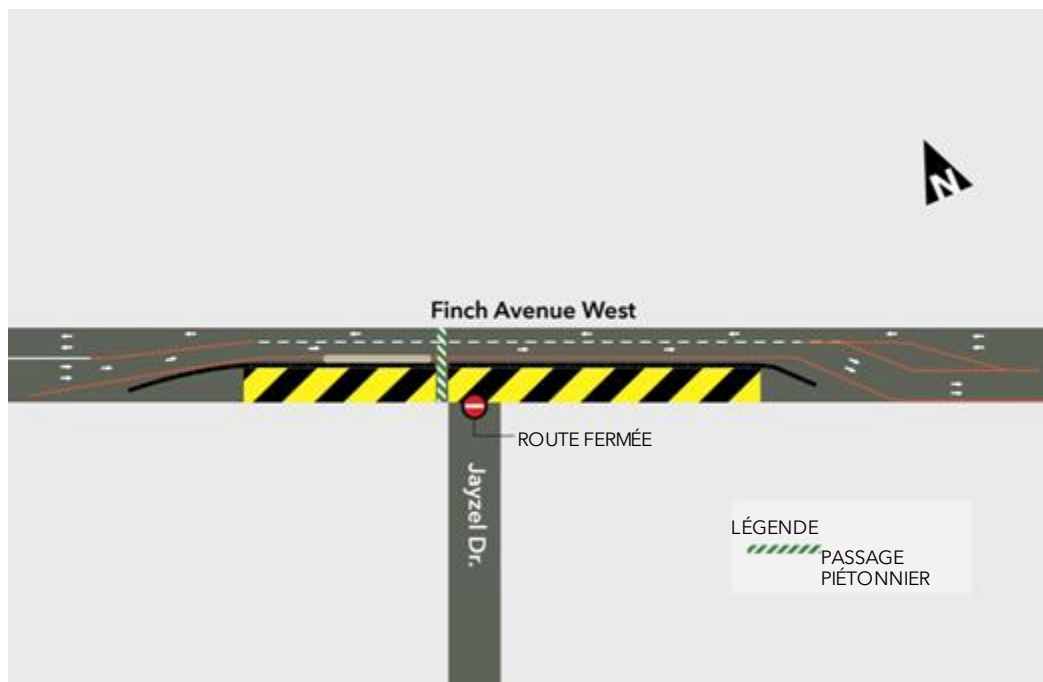 N
Finch Avenue West
ROUTE FERMÉE
Jayzel Dr.
LÉGENDE
PASSAGE
PIÉTONNIER